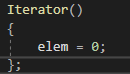 Iterator()
{
    elem = 0;
};